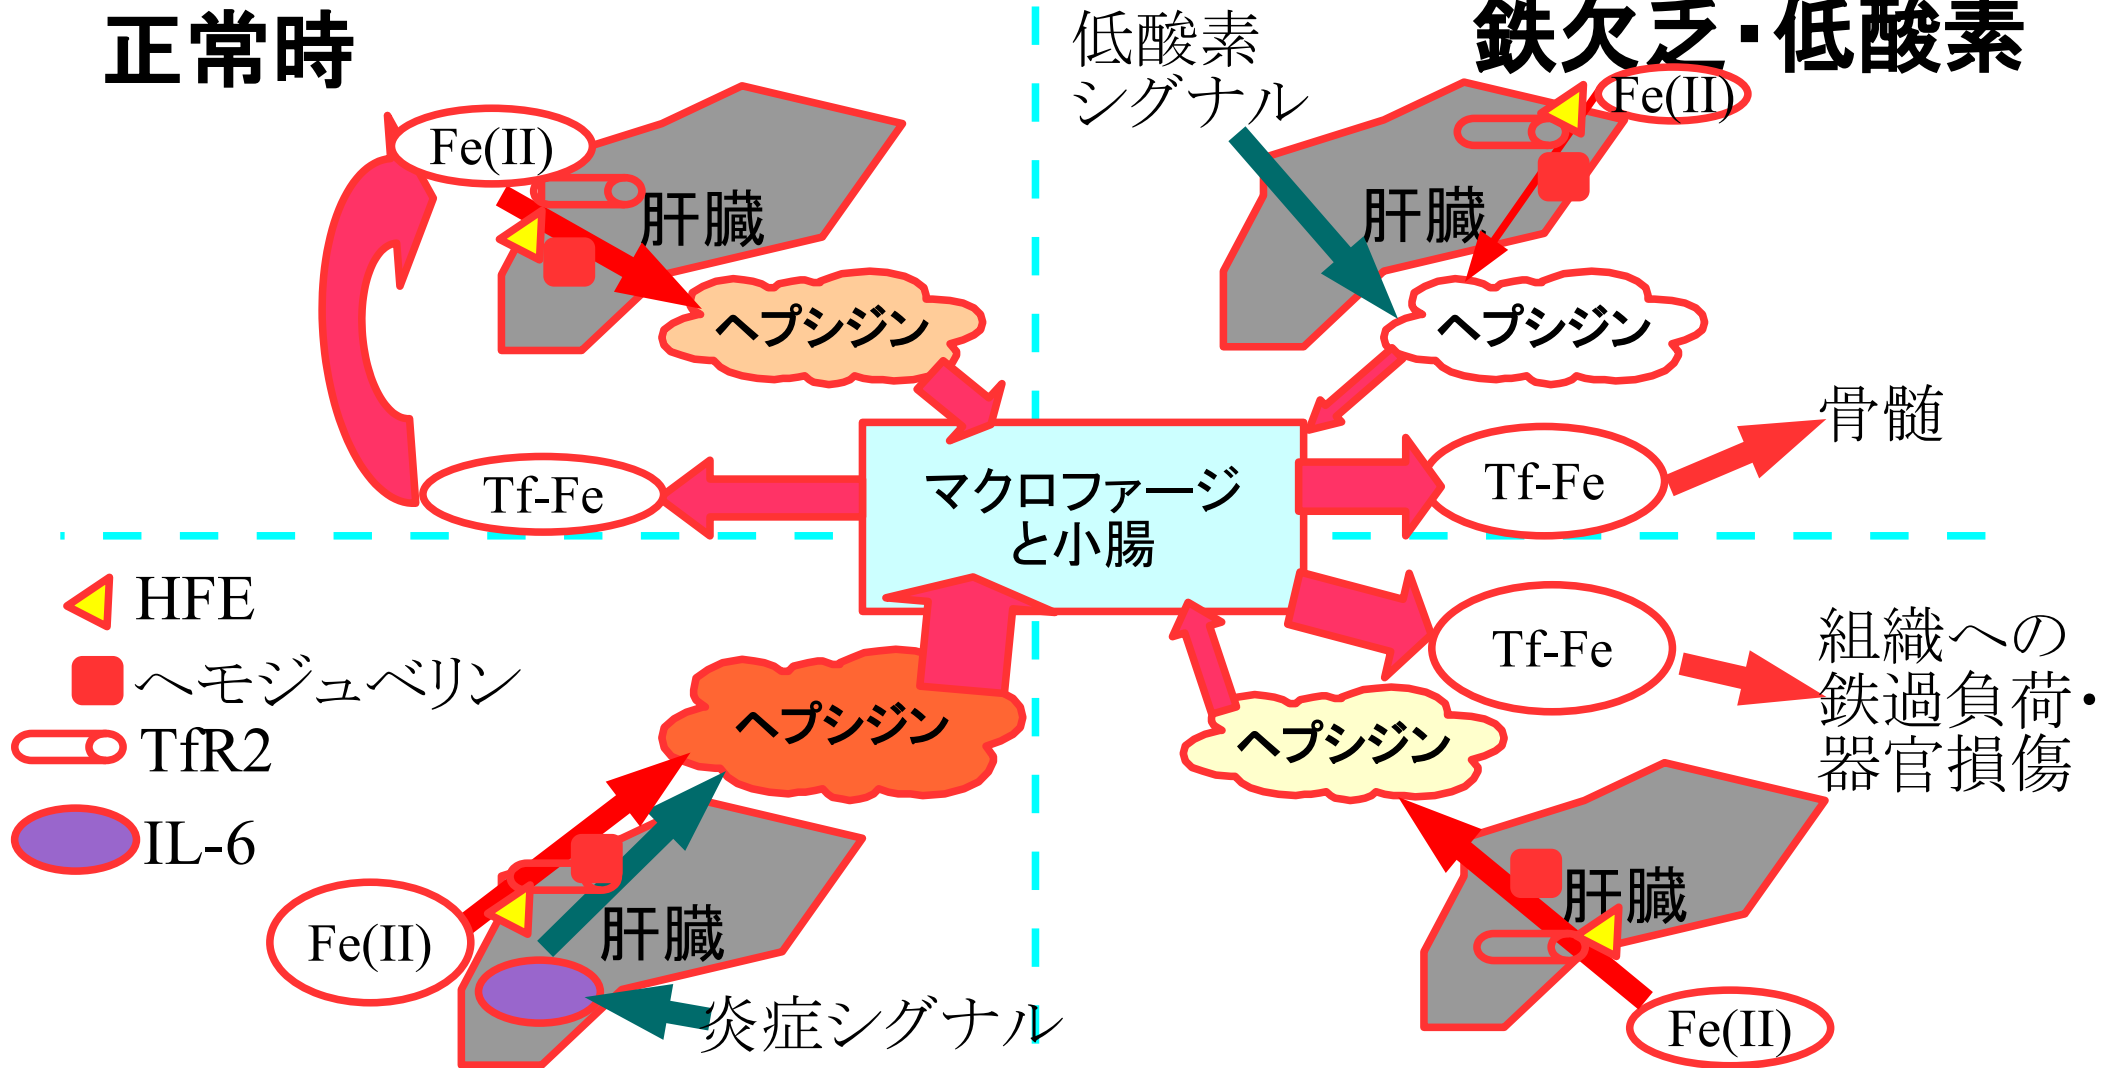 正常時
鉄欠乏・低酸素
低酸素
シグナル
Fe(II)
肝臓
ヘプシジン
Fe(II)
肝臓
ヘプシジン
骨髄
Tf-Fe
マクロファージ
と小腸
Tf-Fe
HFE
ヘモジュベリン
TfR2
IL-6
ヘプシジン
Fe(II)
肝臓
炎症シグナル
Tf-Fe
組織への
鉄過負荷・
器官損傷
ヘプシジン
肝臓
Fe(II)